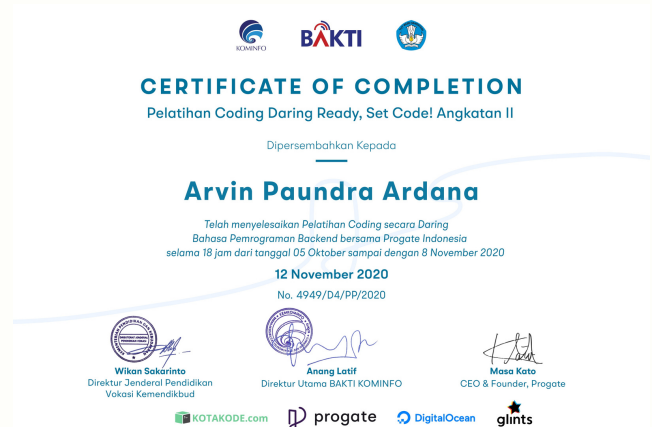 KOMINFO
BAKTI
CERTIFICATE OF COMPLETION
Pelatihan Coding Daring Ready, Set Code! Angkatan II
Dipersembahkan Kepada
Arvin Paundra Ardana
Telah menyelesaikan Pelatihan Coding secara Daring
Bahasa Pemrograman Backend bersama Progate Indonesia
selama 18 jam dari tanggal 05 Oktober sampai dengan 8 November 2020
12 November 2020
No. 4949/D4/PP/2020
Wikan Sakarinto
Direktur Jenderal Pendidikan
Vokasi Kemendikbud
Anang Latif
Direktur Utama BAKTI KOMINFO
Masa Kato
CEO & Founder, Progate
KOTAKODE.com
progate
DigitalOcean
glints